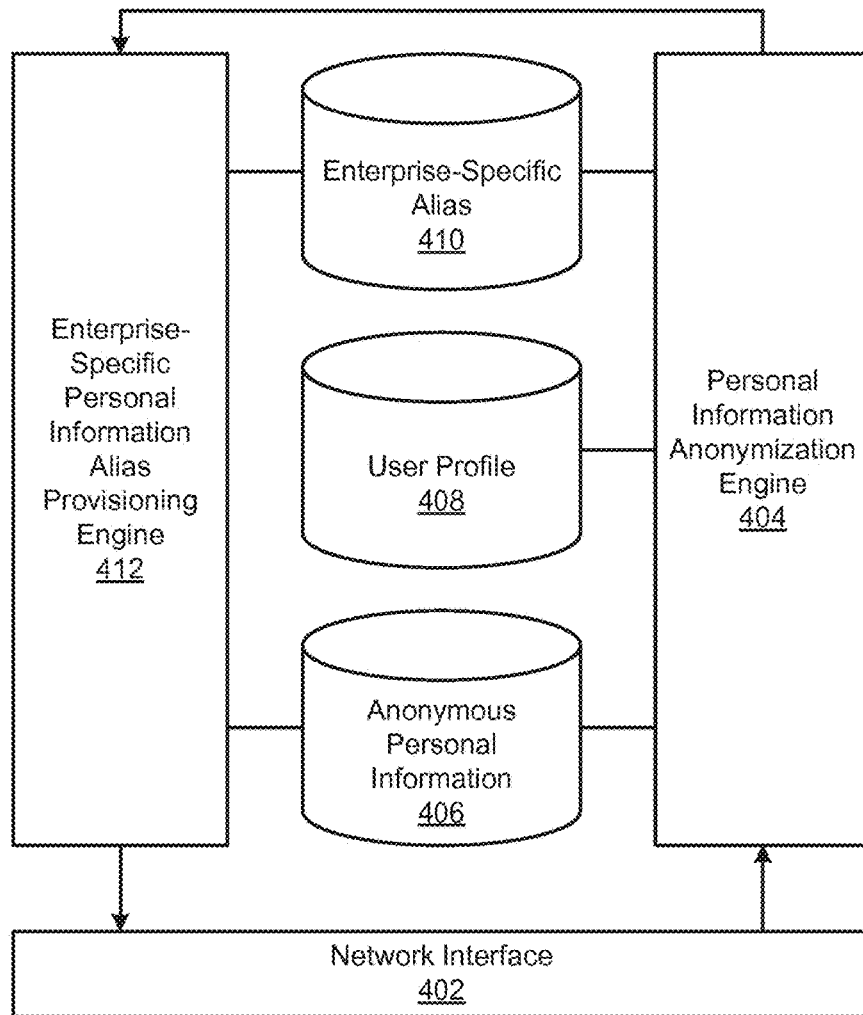 Enterprise-Specific
Alias
410
Enterprise-
Specific
Personal
Information
Alias
Provisioning
Engine
412
User Profile
408
Personal
Information
Anonymization
Engine
404
Anonymous
Personal
Information
406
Network Interface
402